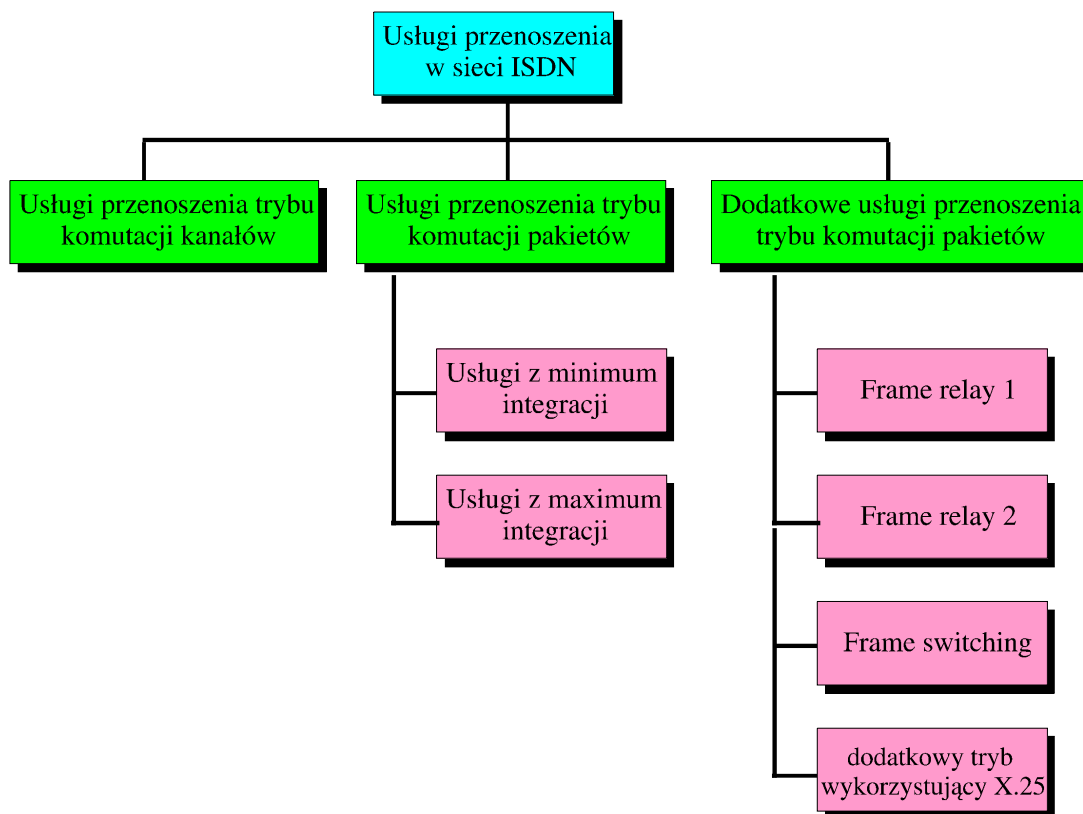 Usługi przenoszenia
w sieci ISDN
Usługi przenoszenia trybu
komutacji kanałów
Usługi przenoszenia trybu
komutacji pakietów
Dodatkowe usługi przenoszenia
trybu komutacji pakietów
Usługi z minimum
integracji
Usługi z maximum
integracji
Frame relay 1
Frame relay 2
Frame switching
dodatkowy tryb
wykorzystujący X.25